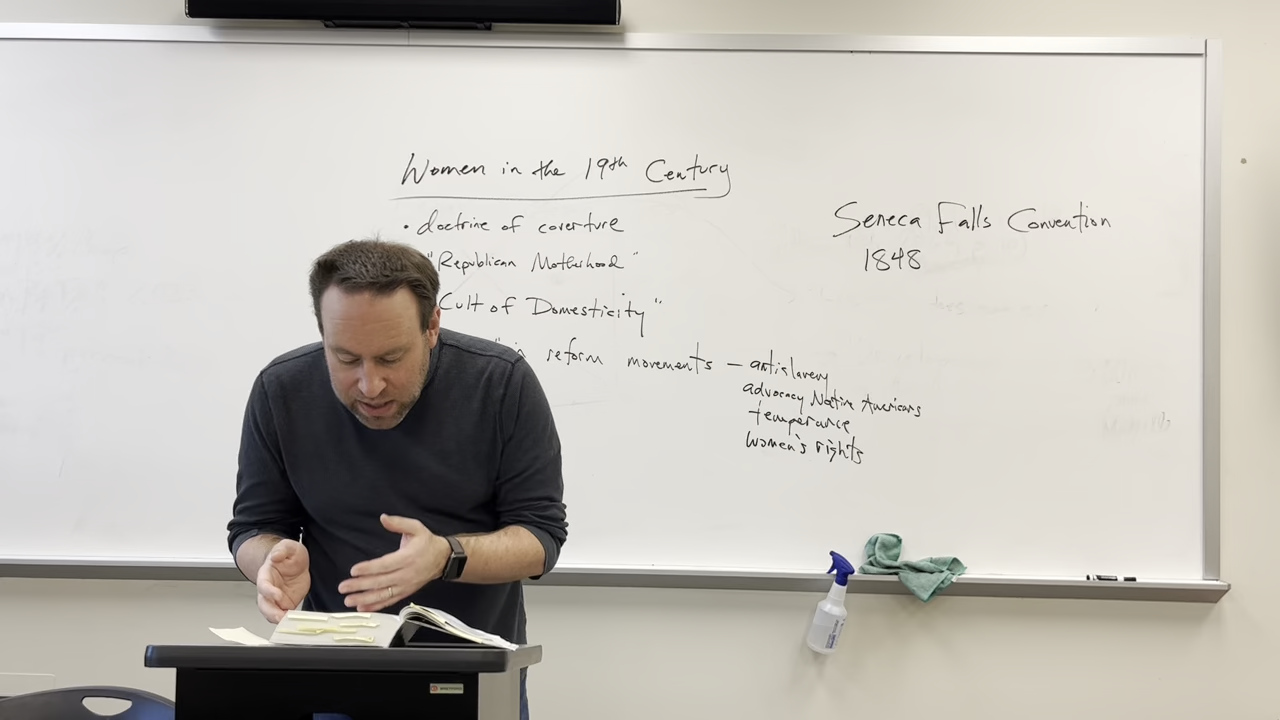 Women in the 19th Century
• doctrine of coverture
"Republican Motherhood"
Cult of Domesticity"
reform movements — antislavery
advocacy Native Americans
temperance
women's rights
Seneca Falls Convention
1848